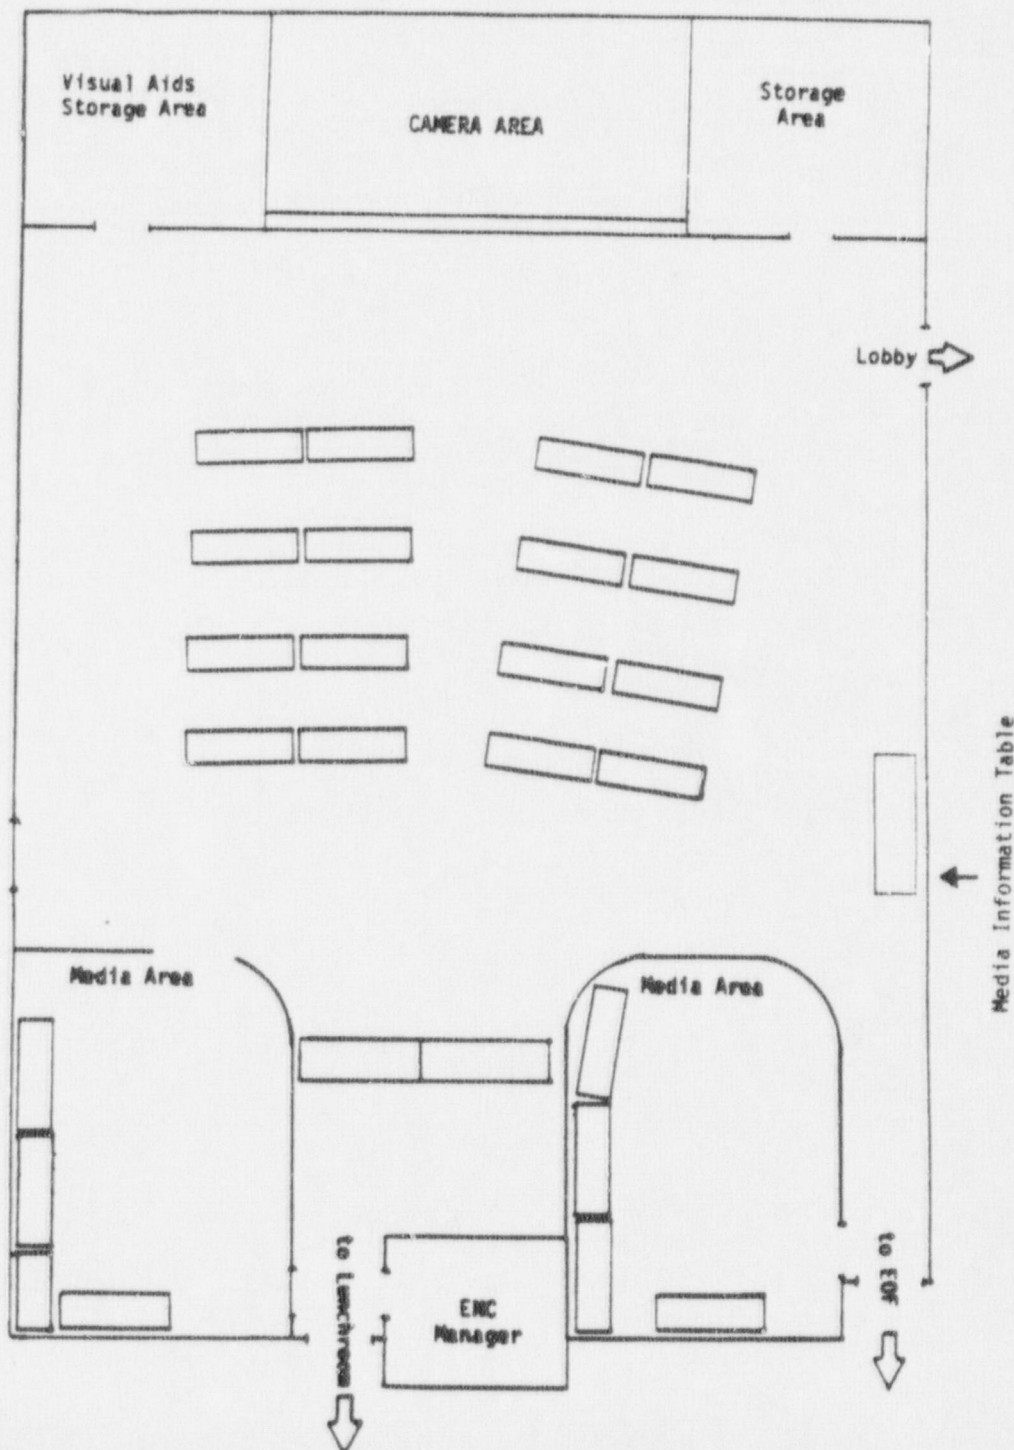 Visual Aids
Storage Area
CAMERA AREA
Storage
Area
Lobby
Media Information Table
Media Area
Media Area
to Lunchroom
EMC
Manager
to EOF